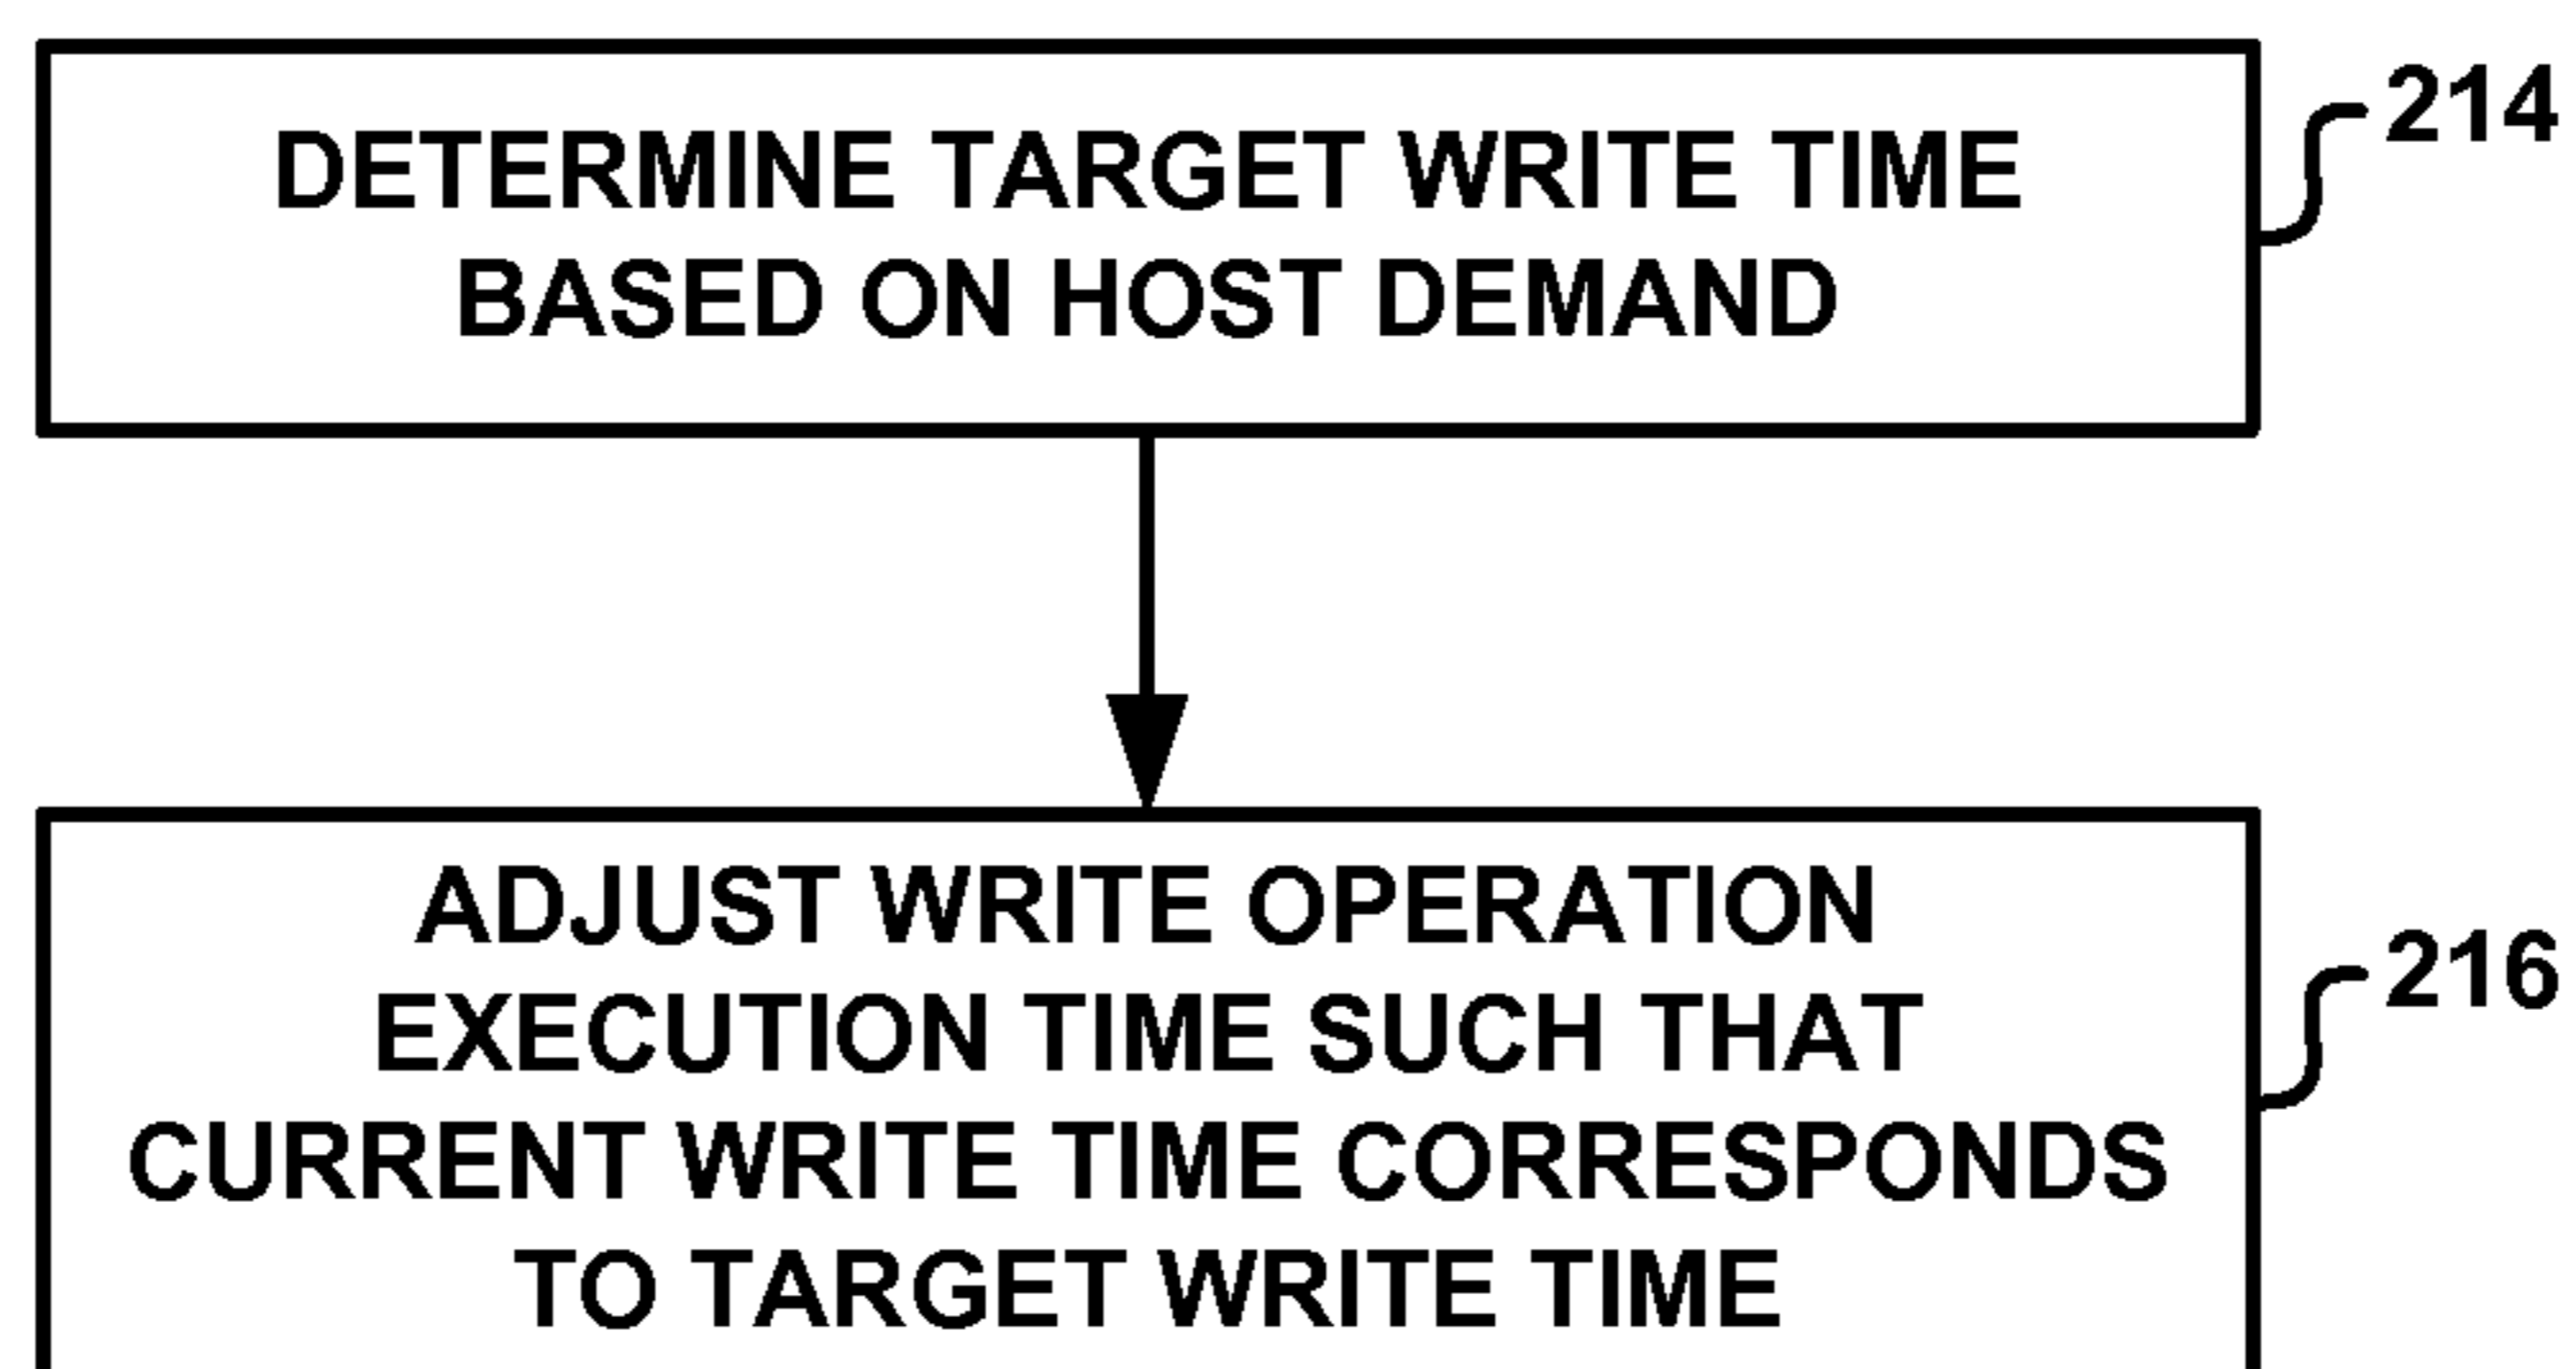 214
DETERMINE TARGET WRITE TIME
BASED ON HOST DEMAND
ADJUST WRITE OPERATION
EXECUTION TIME SUCH THAT
216
CURRENT WRITE TIME CORRESPONDS
TO TARGET WRITE TIME